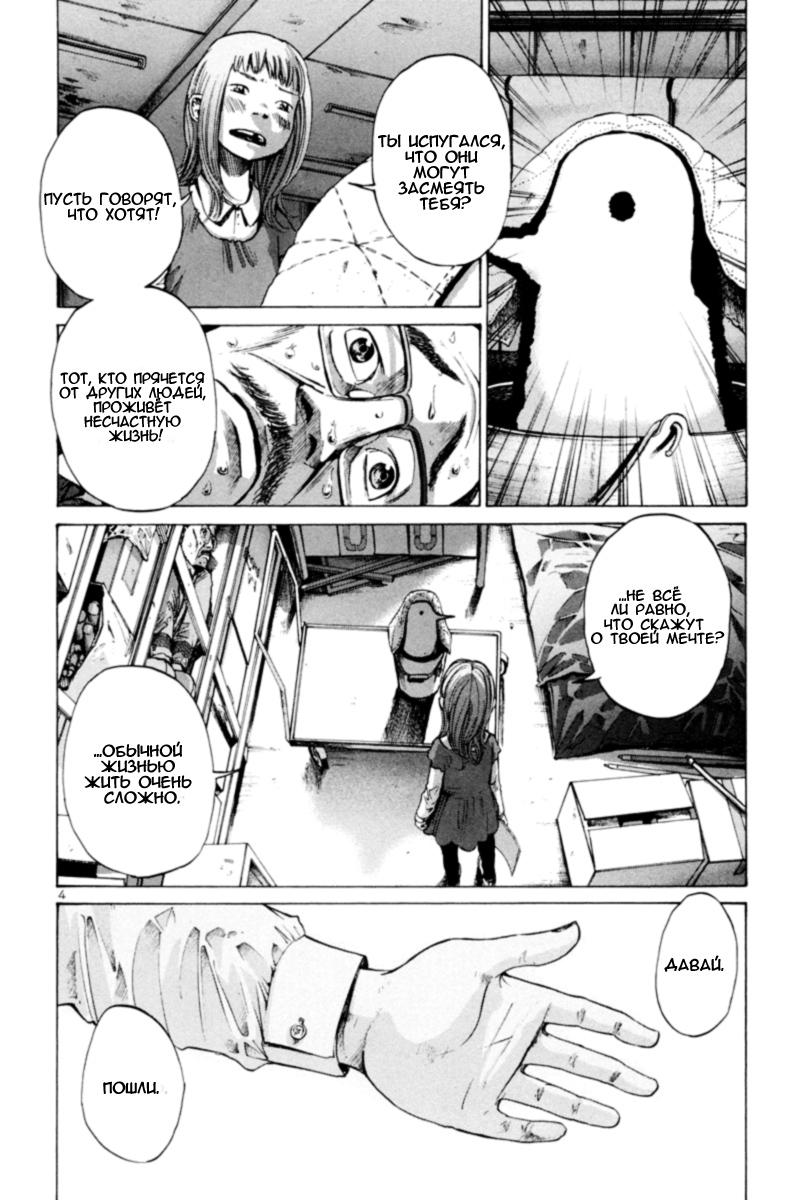 ТЫ ИСПУГАЛСЯ,
ЧТО ОНИ
МОГУТ
ЗАСМЕЯТЬ
ТЕБЯ?
ПУСТЬ ГОВОРЯТ,
ЧТО ХОТЯТ!
ТОТ, КТО ПРЯЧЕТСЯ
ОТ ДРУГИХ ЛЮДЕЙ,
ПРОЖИВЁТ
НЕСЧАСТНУЮ
ЖИЗНЬ!
...НЕ ВСЁ
ЛИ РАВНО,
ЧТО СКАЖУТ
О ТВОЕЙ МЕЧТЕ?
...ОБЫЧНОЙ
ЖИЗНЬЮ
ЖИТЬ ОЧЕНЬ
СЛОЖНО.
4
ДАВАЙ.
ПОШЛИ.